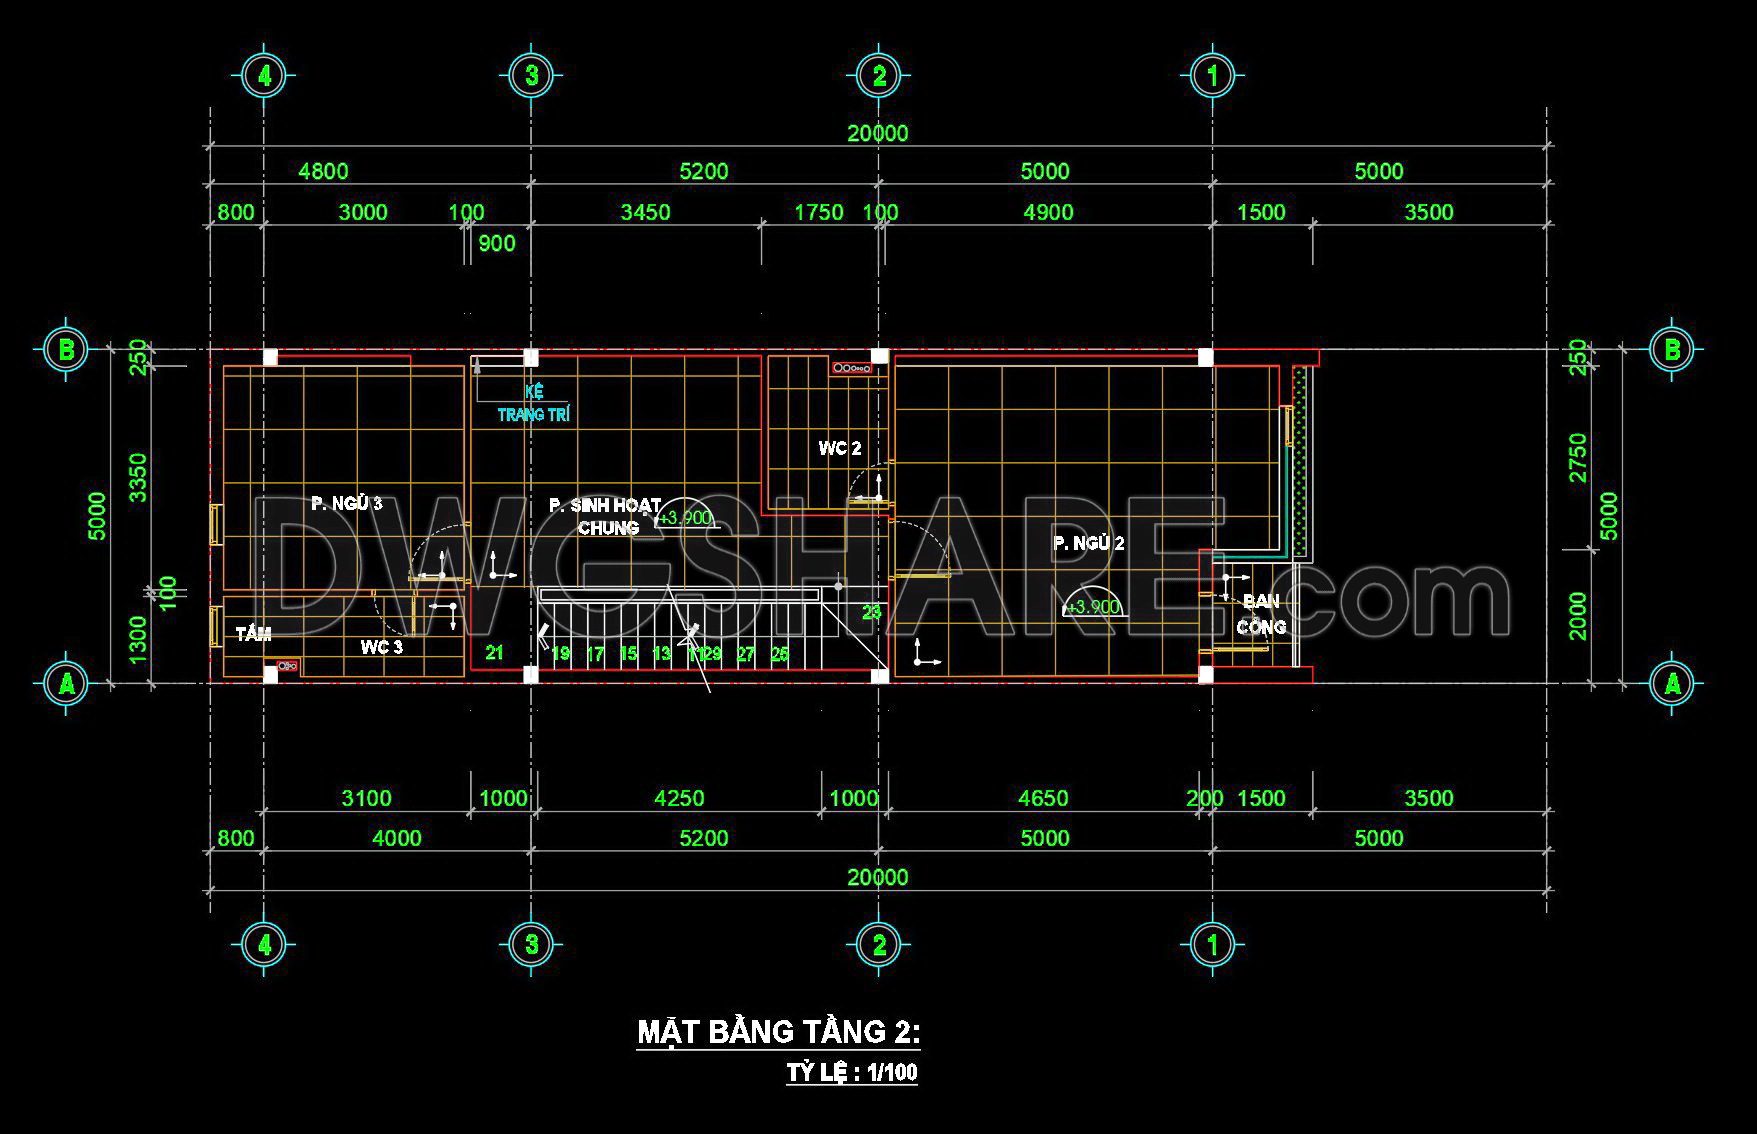 4 3 2 1
20000
4800 5200 5000 5000
800 3000 100 3450 1750 100 4900 1500 3500
900
B B
250 250
KỆ
TRANG TRÍ
3350 2750
WC 2
P. NGỦ 3 P. SINH HOẠT
CHUNG
+3.900
5000 5000
P. NGỦ 2
DWGSHARE.com
100
+3.900
BAN
CÔNG
23
1300 2000
TẮM
WC 3
21 19 17 15 13 11 29 27 25
A A
3100 1000 4250 1000 4650 200 1500 3500
800 4000 5200 5000 5000
20000
4 3 2 1
MẶT BẰNG TẦNG 2:
TỶ LỆ : 1/100